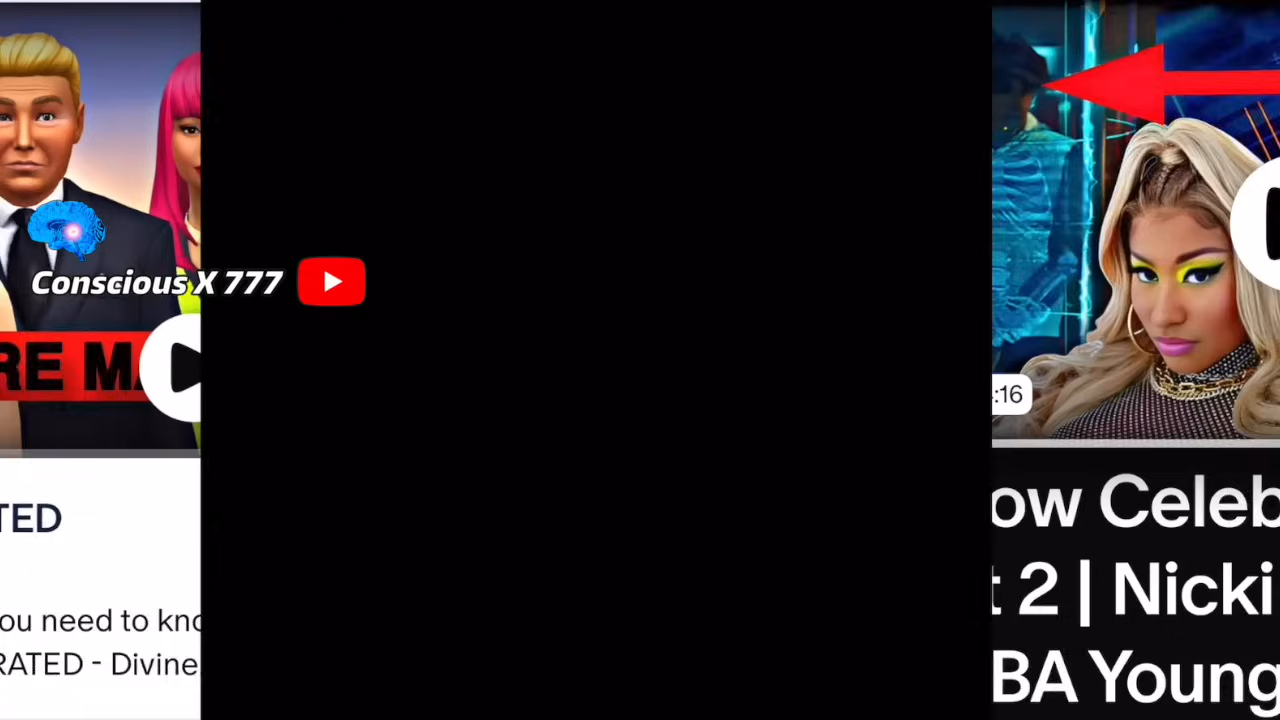 RE MA
Conscious X 777
TED
ou need to kno
RATED - Divine
:16
ow Celeb
t 2 | Nicki
BA Young